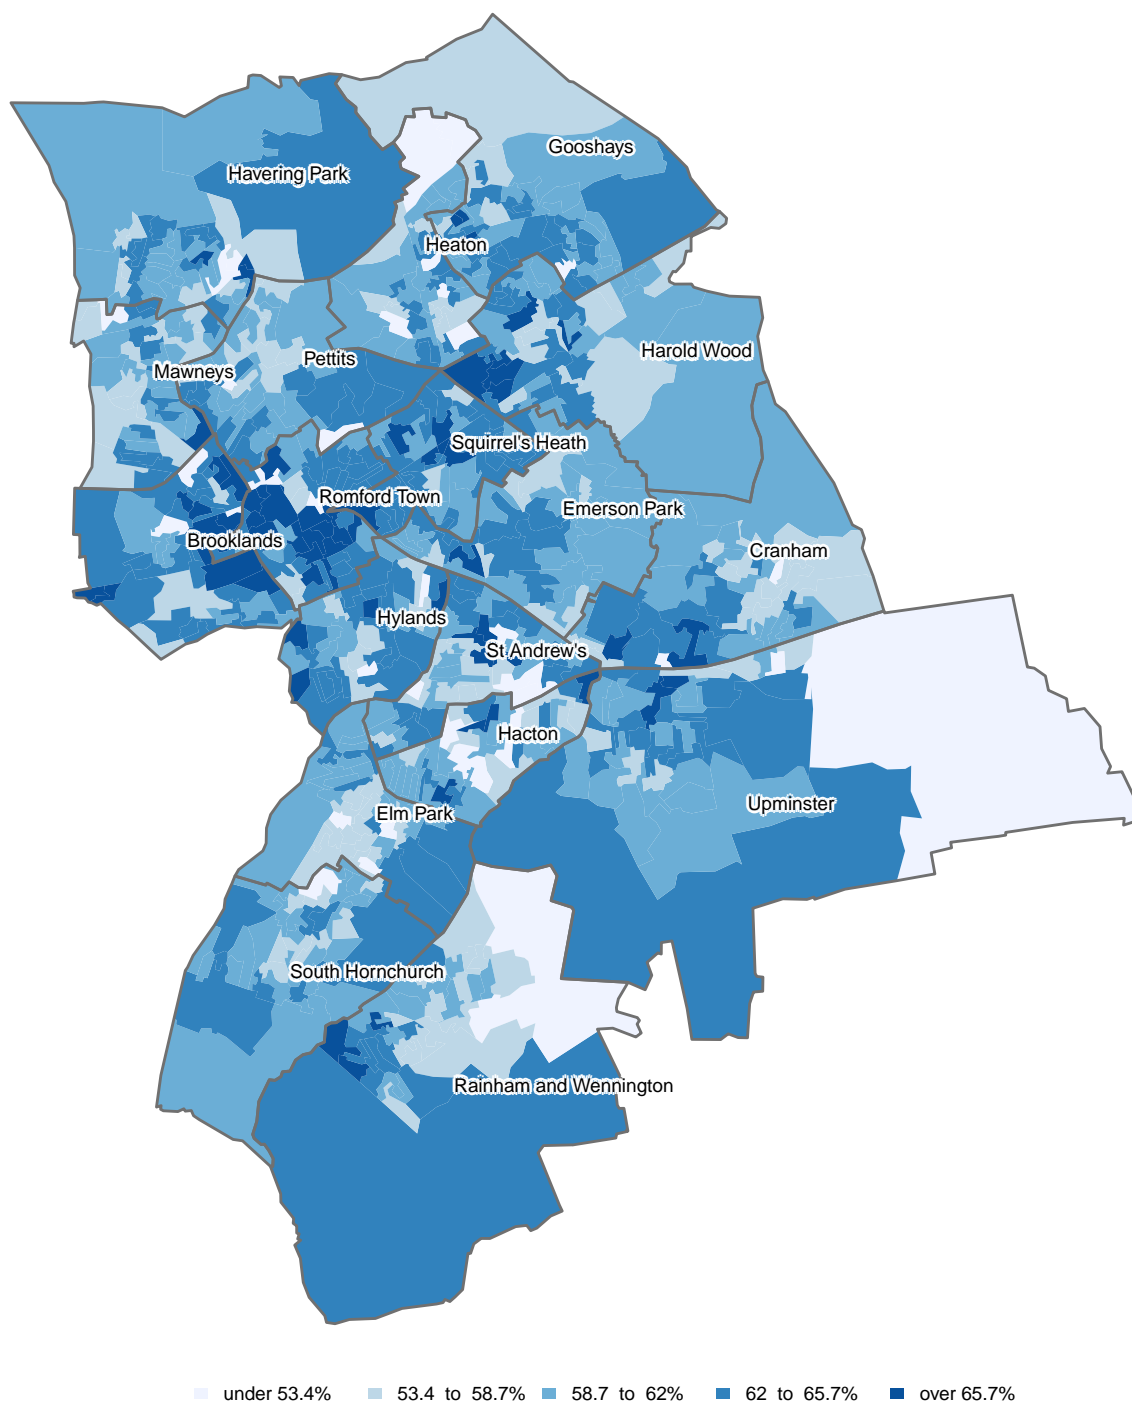 Gooshays
Havering Park
Heaton
Harold Wood
Pettits
Mawneys
Squirrel's Heath
Romford Town
Emerson Park
Brooklands
Cranham
Hylands
St Andrew's
Hacton
Upminster
Elm Park
South Hornchurch
Rainham and Wennington
under 53.4% 53.4 to 58.7% 58.7 to 62% 62 to 65.7% over 65.7%